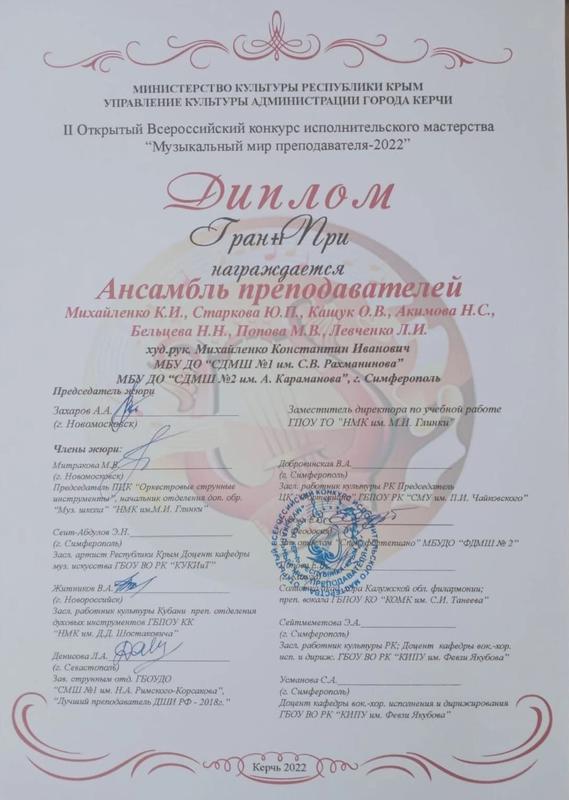 МИНИСТЕРСТВО КУЛЬТУРЫ РЕСПУБЛИКИ КРЫМ
УПРАВЛЕНИЕ КУЛЬТУРЫ АДМИНИСТРАЦИИ ГОРОДА КЕРЧИ
II Открытый Всероссийский конкурс исполнительского мастерства
“Музыкальный мир преподавателя-2022”
Диплом
Гран-При
награждается
Ансамбль преподавателей
Михайленко К.И., Старкова Ю.П., Кащук О.В., Акимова Н.С.,
Бельцева Н.Н., Попова М.В., Левченко Л.И.
худ.рук. Михайленко Константин Иванович
МБУ ДО “СДМШ №1 им. С.В. Рахманинова”
МБУ ДО “СДМШ №2 им. А. Караманова”, г. Симферополь
Председатель жюри
Захаров А.А.
(г. Новомосковск)
Заместитель директора по учебной работе
ГПОУ ТО "НМК им. М.И. Глинки"
Члены жюри:
Митракова М.В.
(г. Новомосковск)
Председатель ПЦК “Оркестровые струнные
инструменты”, начальник отделения доп. обр.
“Муз. школа” “НМК им.М.И. Глинки”
Сеит-Абдулов Э.Н.
(г. Симферополь)
Засл. артист Республики Крым Доцент кафедры
муз. искусства ГБОУ ВО РК “КУКИиТ”
Житников В.А.
(г. Новороссийск)
Засл. работник культуры Кубани преп. отделения
духовых инструментов ГБПОУ КК
“НМК им. Д.Д. Шостаковича”
Денисова Л.А.
(г. Севастополь)
Зав. струнным отд. ГБОУДО
“СМШ №1 им. Н.А. Римского-Корсакова”,
“Лучший преподаватель ДШИ РФ - 2018г.”
Добровинская В.А.
(г. Симферополь)
Засл. работник культуры РК Председатель
ГБПОУ РК “СМУ им. П.И. Чайковского”
МБУДО “ФДМШ № 2”
Калужской обл. филармонии;
преп. вокала ГБПОУ КО “КОМК им. С.И. Танеева”
Сейтмеметова Э.А.
(г. Симферополь)
Засл. работник культуры РК; Доцент кафедры вок.-хор.
исп. и дириж. ГБОУ ВО РК “КИПУ им. Февзи Якубова”
Усманова С.А.
(г. Симферополь)
Доцент кафедры вок.-хор. исполнения и дирижирования
ГБОУ ВО РК “КИПУ им. Февзи Якубова”
Керчь 2022